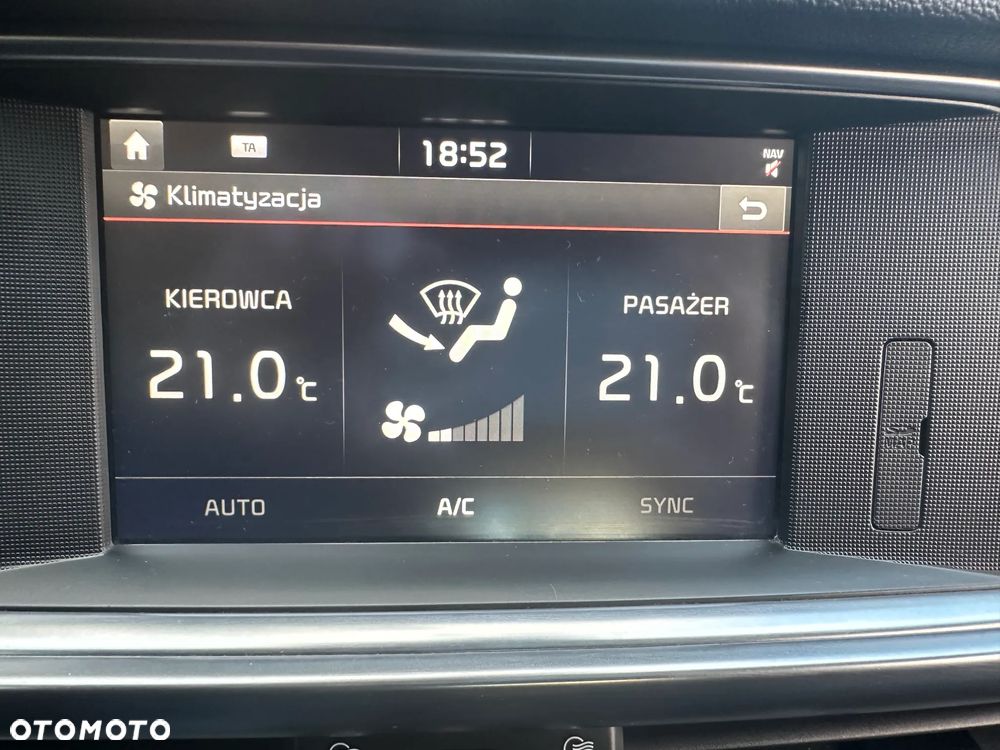 TA
18:52
NAV
Klimatyzacja
KIEROWCA
PASAŻER
21.0 °C
21.0 °C
AUTO
A/C
SYNC
OTOMOTO